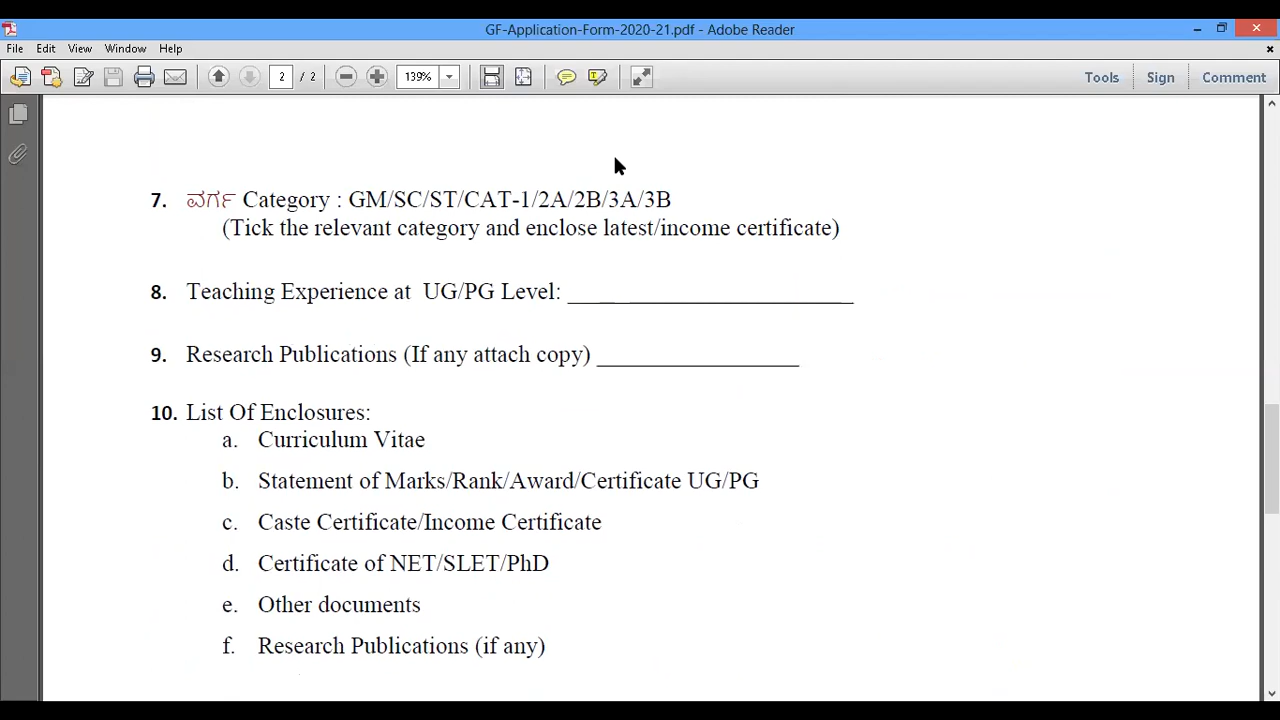 GF-Application-Form-2020-21.pdf - Adobe Reader
File Edit View Window Help
2 / 2 139% Tools Sign Comment
7. ವರ್ಗ Category : GM/SC/ST/CAT-1/2A/2B/3A/3B
(Tick the relevant category and enclose latest/income certificate)
8. Teaching Experience at UG/PG Level: ____________________
9. Research Publications (If any attach copy) ______________
10. List Of Enclosures:
a. Curriculum Vitae
b. Statement of Marks/Rank/Award/Certificate UG/PG
c. Caste Certificate/Income Certificate
d. Certificate of NET/SLET/PhD
e. Other documents
f. Research Publications (if any)